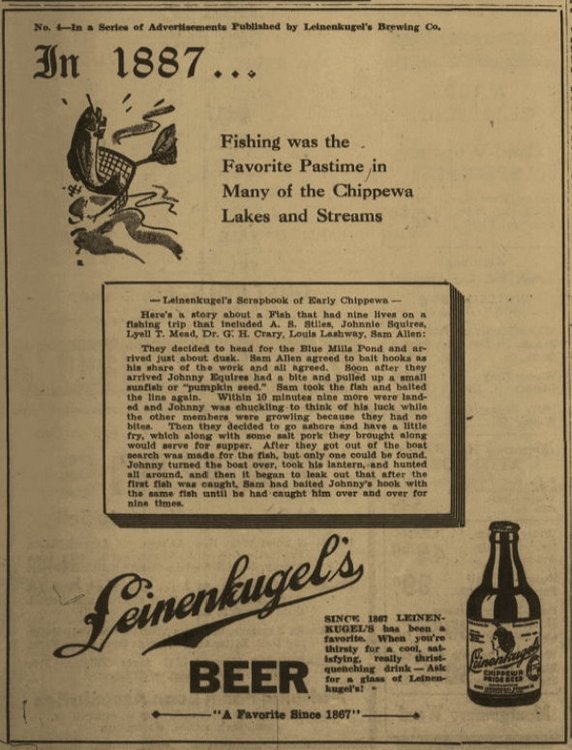 No. 4—In a Series of Advertisements Published by Leinenkugel's Brewing Co.
In 1887...
Fishing was the
Favorite Pastime in
Many of the Chippewa
Lakes and Streams
— Leinenkugel's Scrapbook of Early Chippewa —
Here's a story about a Fish that had nine lives on a
fishing trip that included A. S. Stiles, Johnnie Squires,
Lyell T. Mead, Dr. G. H. Crary, Louis Lashway, Sam Allen:
They decided to head for the Blue Mills Pond and ar-
rived just about dusk. Sam Allen agreed to bait hooks as
his share of the work and all agreed. Soon after they
arrived Johnny Equires had a bite and pulled up a small
sunfish or "pumpkin seed." Sam took the fish and baited
the line again. Within 10 minutes nine more were land-
ed and Johnny was chuckling to think of his luck while
the other members were growling because they had no
bites. Then they decided to go ashore and have a little
fry, which along with some salt pork they brought along
would serve for supper. After they got out of the boat
search was made for the fish, but only one could be found.
Johnny turned the boat over, took his lantern, and hunted
all around, and then it began to leak out that after the
first fish was caught, Sam had baited Johnny's hook with
the same fish until he had caught him over and over for
nine times.
Leinenkugel's
BEER
SINCE 1867 LEINEN-
KUGEL'S has been a
favorite. When you're
thirsty for a cool, sat-
isfying, really thrist-
quenching drink — Ask
for a glass of Leinen-
kugel's!
"A Favorite Since 1867"
Leinenkugel's
CHIPPEWA
PRIDE BEER